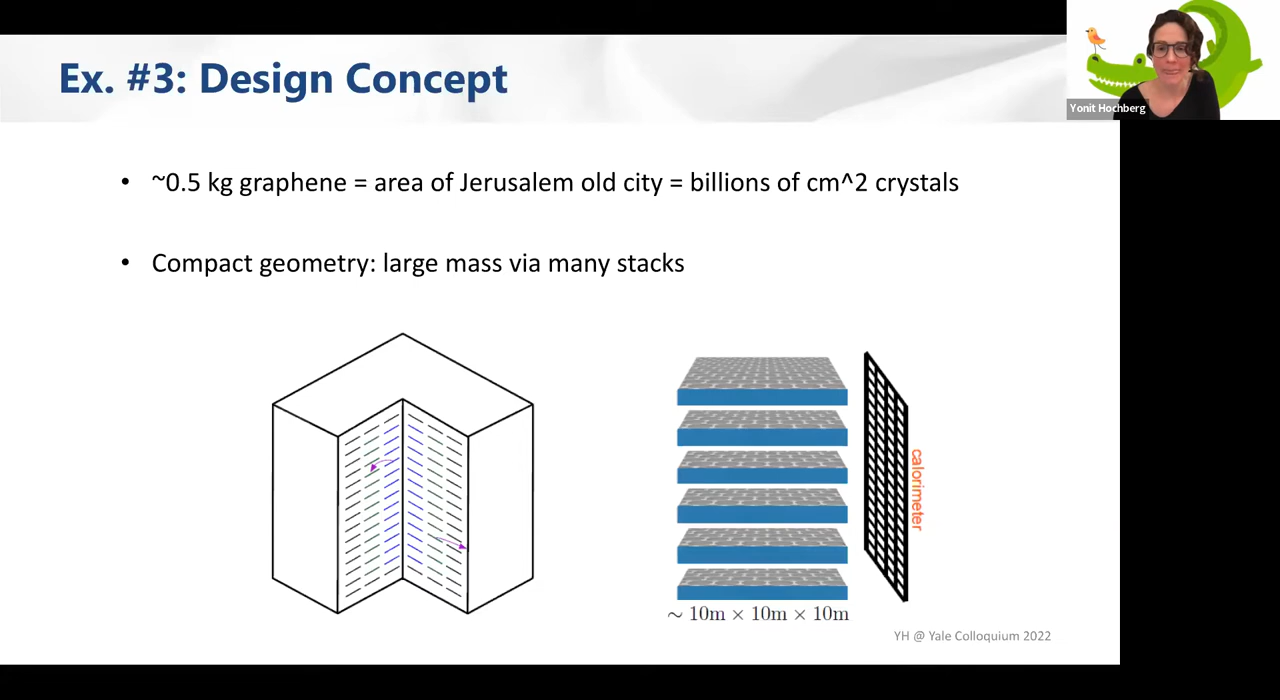 Ex. #3: Design Concept
Yonit Hochberg
• ~0.5 kg graphene = area of Jerusalem old city = billions of cm^2 crystals
• Compact geometry: large mass via many stacks
calorimeter
~ 10m × 10m × 10m
YH @ Yale Colloquium 2022